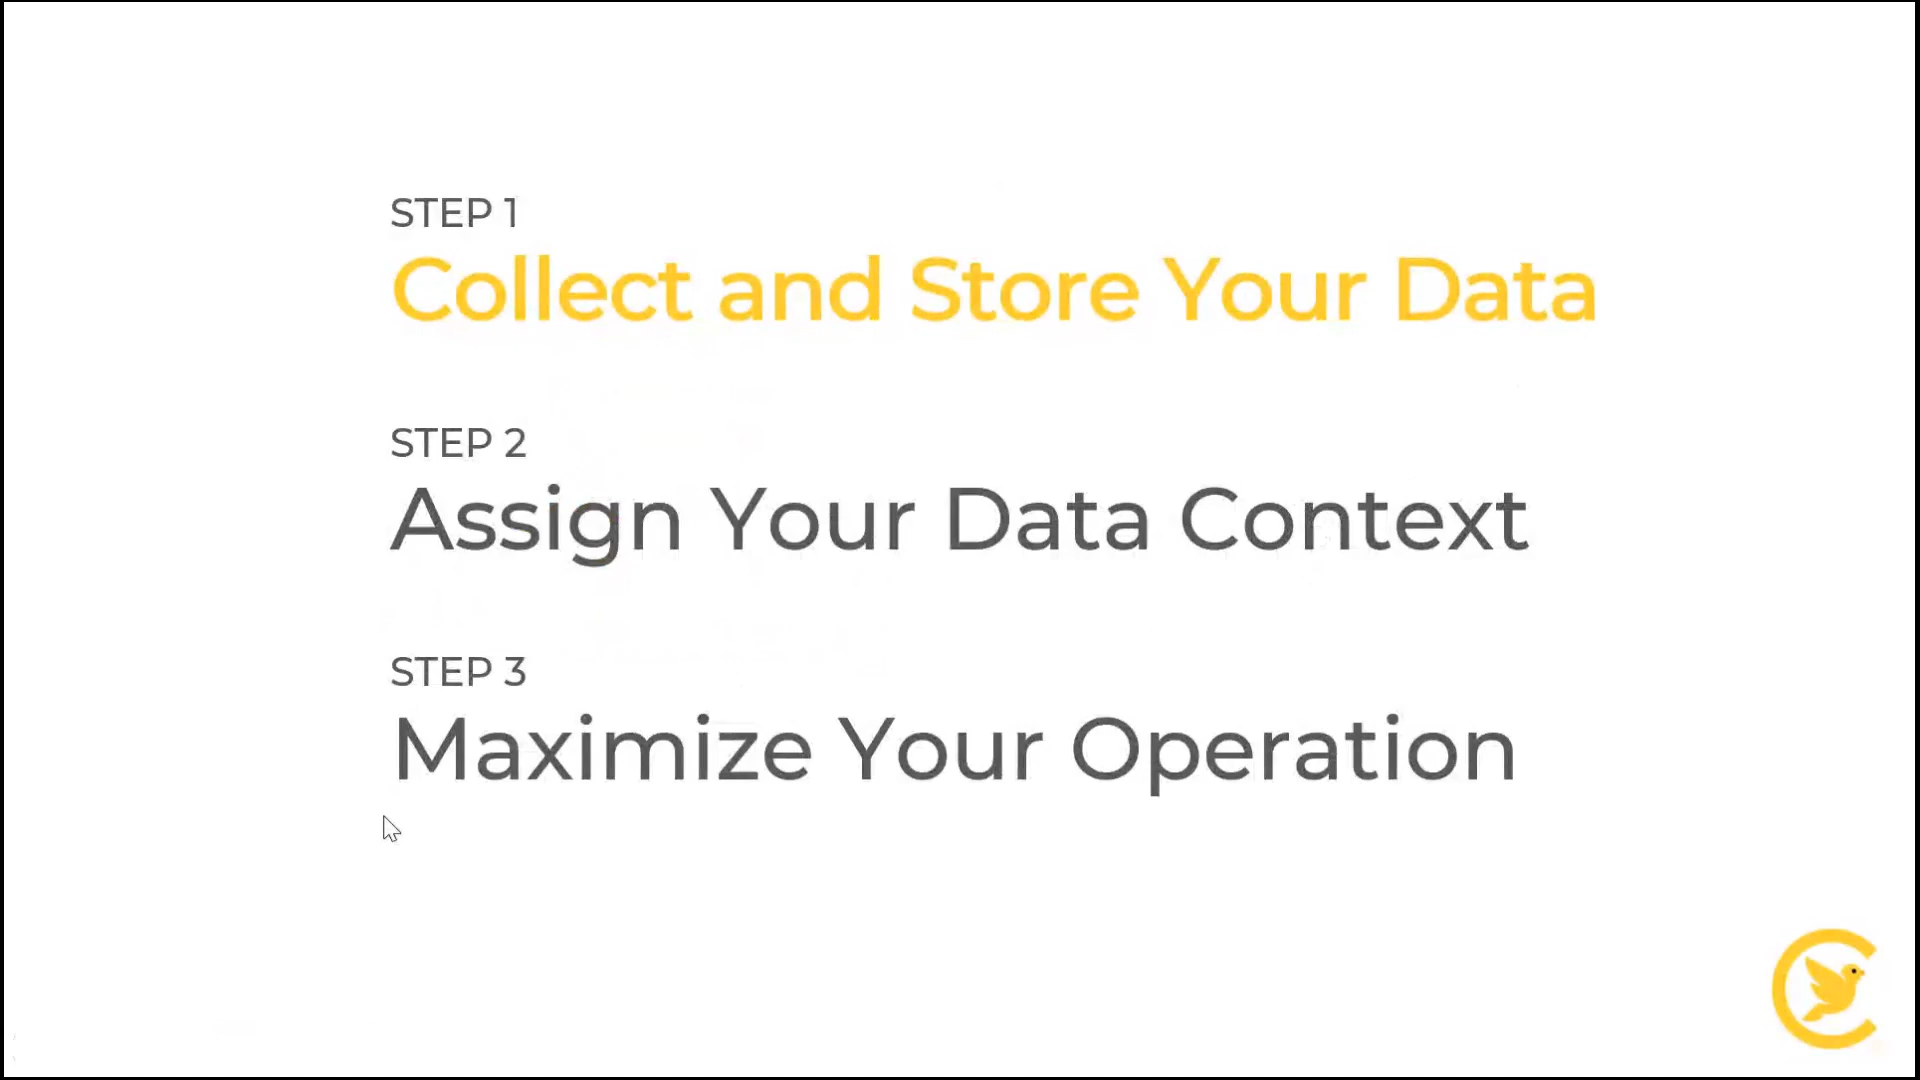 STEP 1
Collect and Store Your Data
STEP 2
Assign Your Data Context
STEP 3
Maximize Your Operation